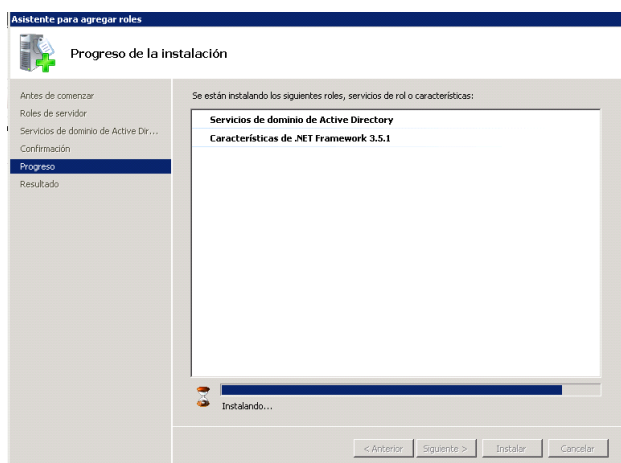 Asistente para agregar roles
Progreso de la instalación
Antes de comenzar
Roles de servidor
Servicios de dominio de Active Dir...
Confirmación
Progreso
Resultado
Se están instalando los siguientes roles, servicios de rol o características:
Servicios de dominio de Active Directory
Características de .NET Framework 3.5.1
Instalando...
< Anterior
Siguiente >
Instalar
Cancelar